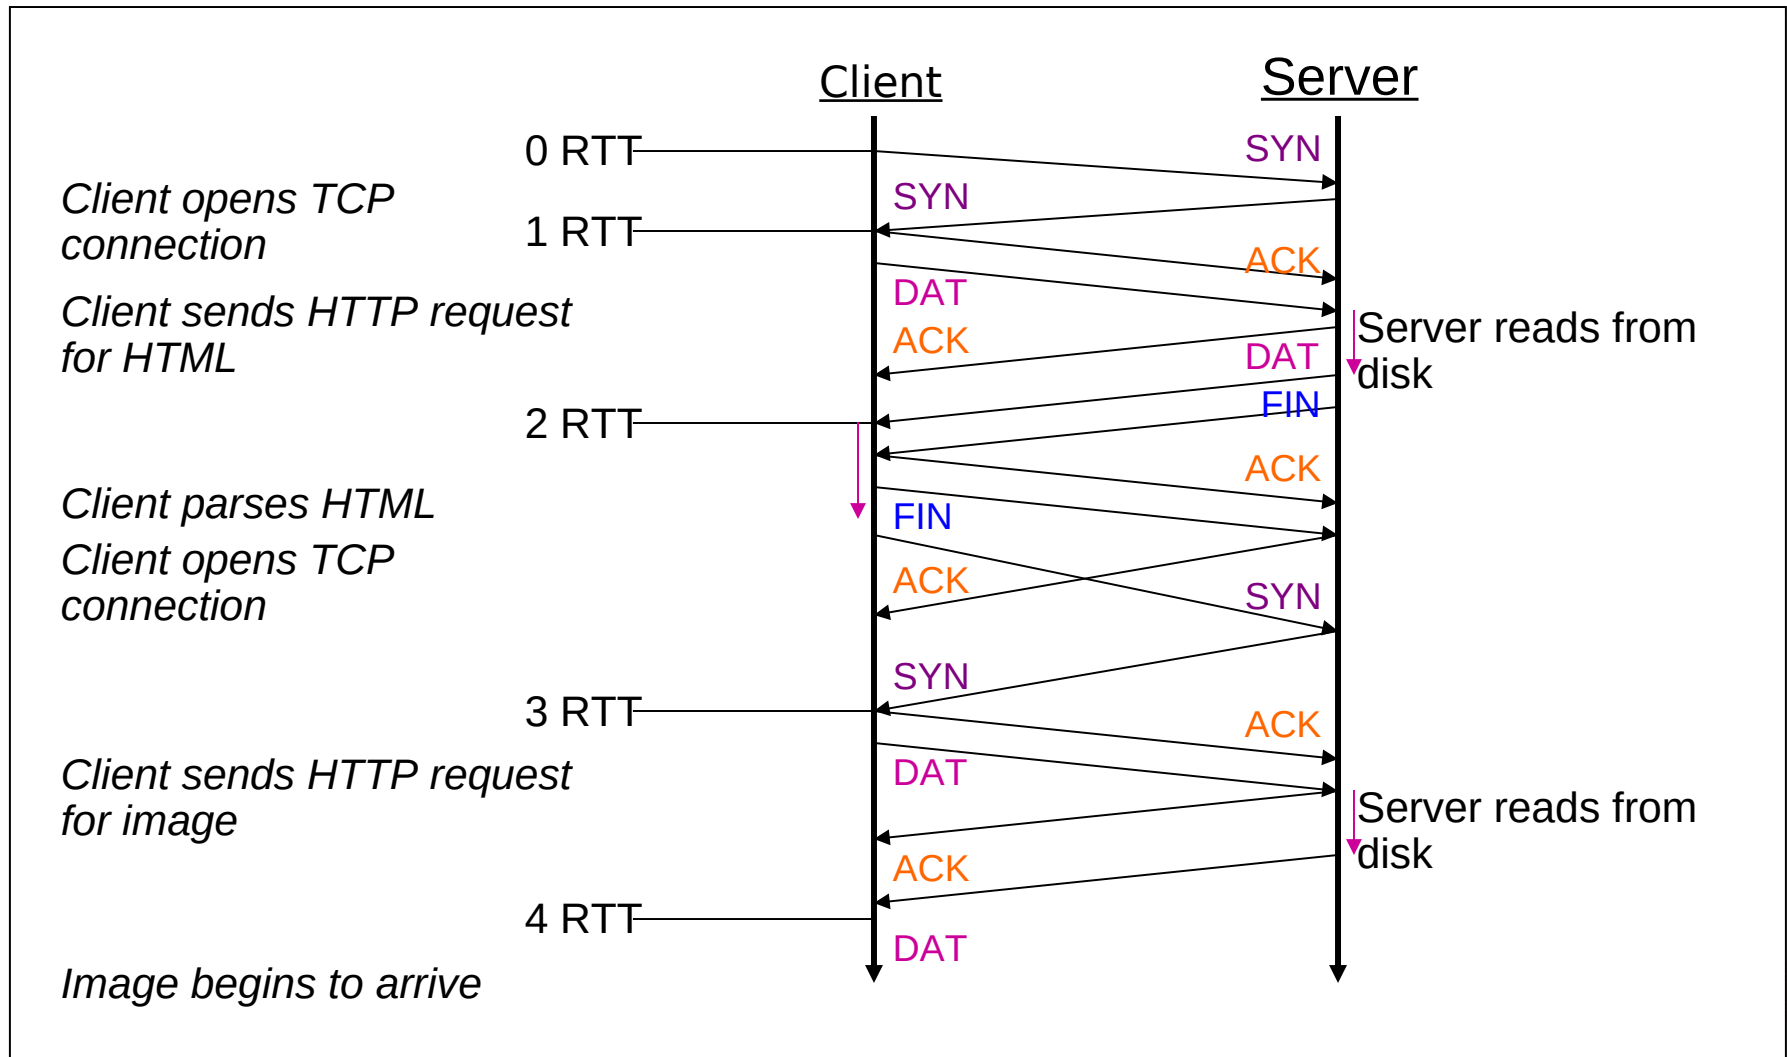 Client
Server
0 RTT
SYN
Client opens TCP
connection
SYN
1 RTT
ACK
DAT
Client sends HTTP request
for HTML
Server reads from
disk
ACK
DAT
FIN
2 RTT
ACK
Client parses HTML
FIN
Client opens TCP
connection
ACK
SYN
SYN
3 RTT
ACK
Client sends HTTP request
for image
DAT
Server reads from
disk
ACK
4 RTT
DAT
Image begins to arrive